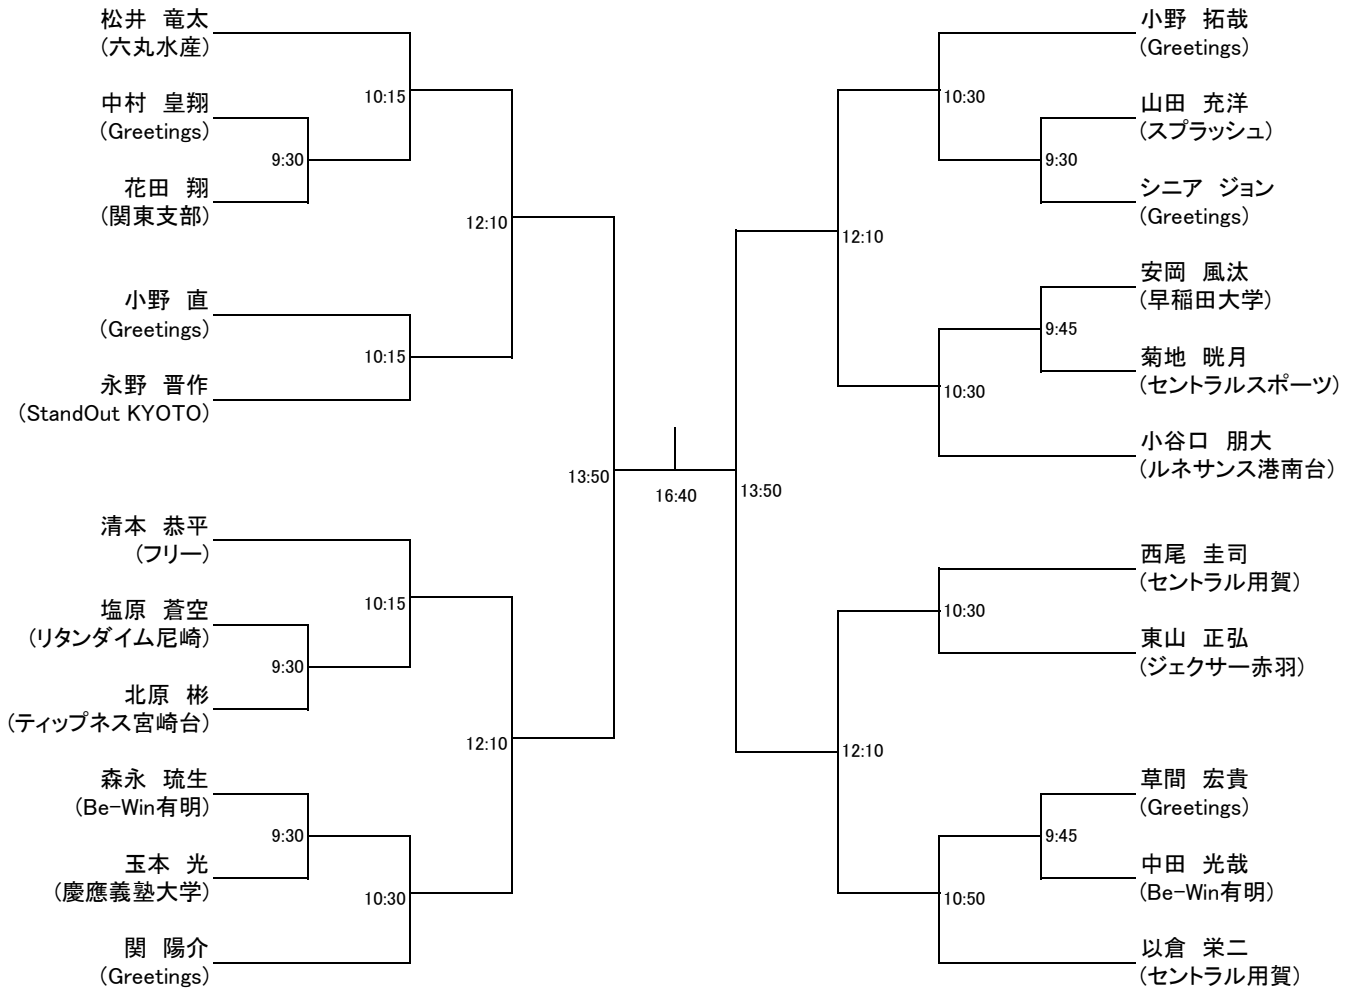 松井　竜太
(六丸水産)
10:15
中村　皇翔
(Greetings)
9:30
花田　翔
(関東支部)
12:10
小野　直
(Greetings)
10:15
永野　晋作
(StandOut KYOTO)
13:50
清本　恭平
(フリー)
10:15
塩原　蒼空
(リタンダイム尼崎)
9:30
北原　彬
(ティップネス宮崎台)
12:10
森永　琉生
(Be-Win有明)
9:30
玉本　光
(慶應義塾大学)
10:30
関　陽介
(Greetings)
16:40
小野　拓哉
(Greetings)
10:30
山田　充洋
(スプラッシュ)
9:30
シニア　ジョン
(Greetings)
12:10
安岡　風汰
(早稲田大学)
9:45
菊地　晄月
(セントラルスポーツ)
10:30
小谷口　朋大
(ルネサンス港南台)
13:50
西尾　圭司
(セントラル用賀)
10:30
東山　正弘
(ジェクサー赤羽)
12:10
草間　宏貴
(Greetings)
9:45
中田　光哉
(Be-Win有明)
10:50
以倉　栄二
(セントラル用賀)